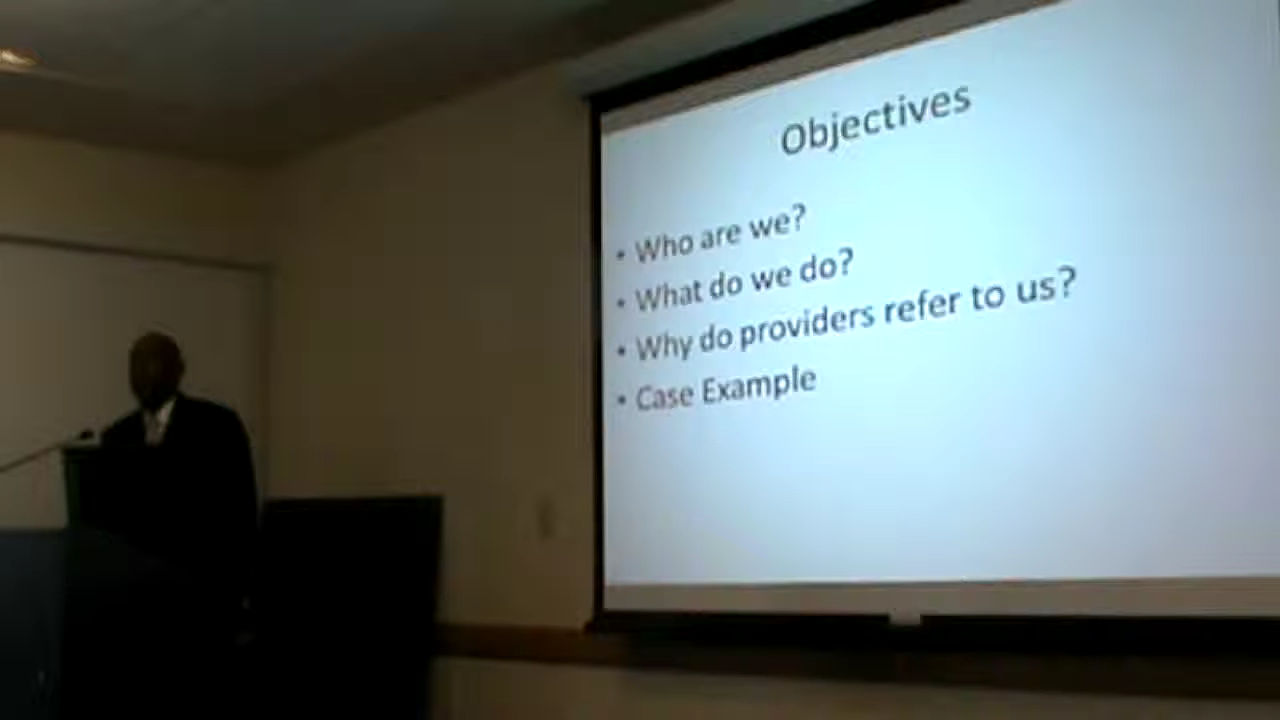 Objectives
• Who are we?
• What do we do?
• Why do providers refer to us?
• Case Example